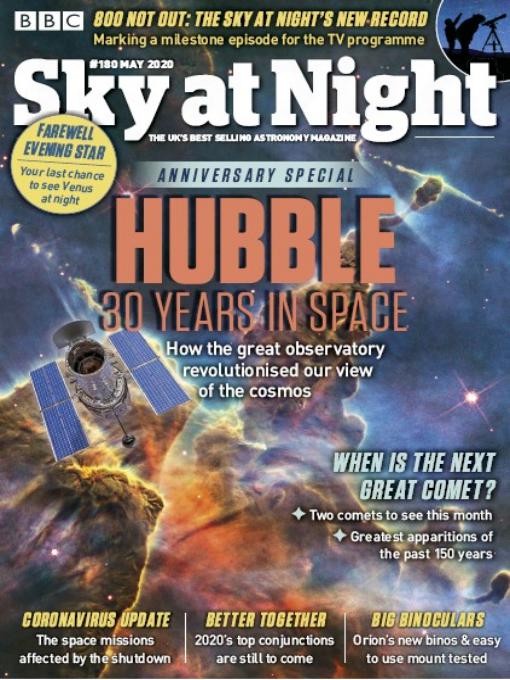 BBC
800 NOT OUT: THE SKY AT NIGHT'S NEW RECORD
Marking a milestone episode for the TV programme
#180 MAY 2020
Sky at Night
THE UK'S BEST SELLING ASTRONOMY MAGAZINE
FAREWELL
EVENING STAR
Your last chance
to see Venus
at night
ANNIVERSARY SPECIAL
HUBBLE
30 YEARS IN SPACE
How the great observatory
revolutionised our view
of the cosmos
WHEN IS THE NEXT
GREAT COMET?
Two comets to see this month
Greatest apparitions of
the past 150 years
CORONAVIRUS UPDATE
The space missions
affected by the shutdown
BETTER TOGETHER
2020's top conjunctions
are still to come
BIG BINOCULARS
Orion's new binos & easy
to use mount tested